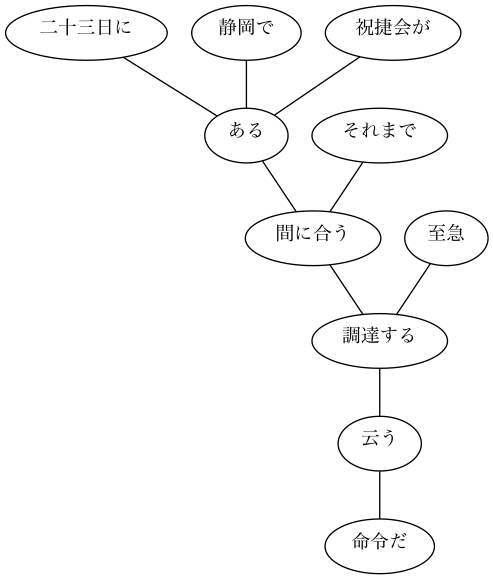 二十三日に
静岡で
祝捷会が
ある
それまで
間に合う
至急
調達する
云う
命令だ